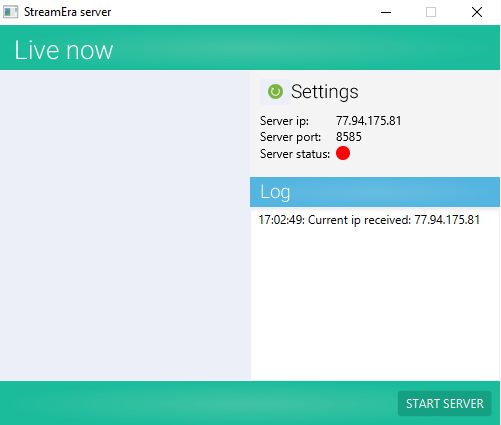 StreamEra server
Live now
Settings
Server ip: 77.94.175.81
Server port: 8585
Server status:
Log
17:02:49: Current ip received: 77.94.175.81
START SERVER